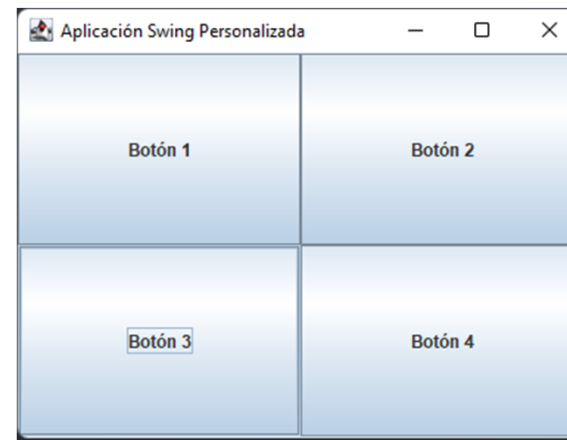 Aplicación Swing Personalizada
Botón 1
Botón 2
Botón 3
Botón 4